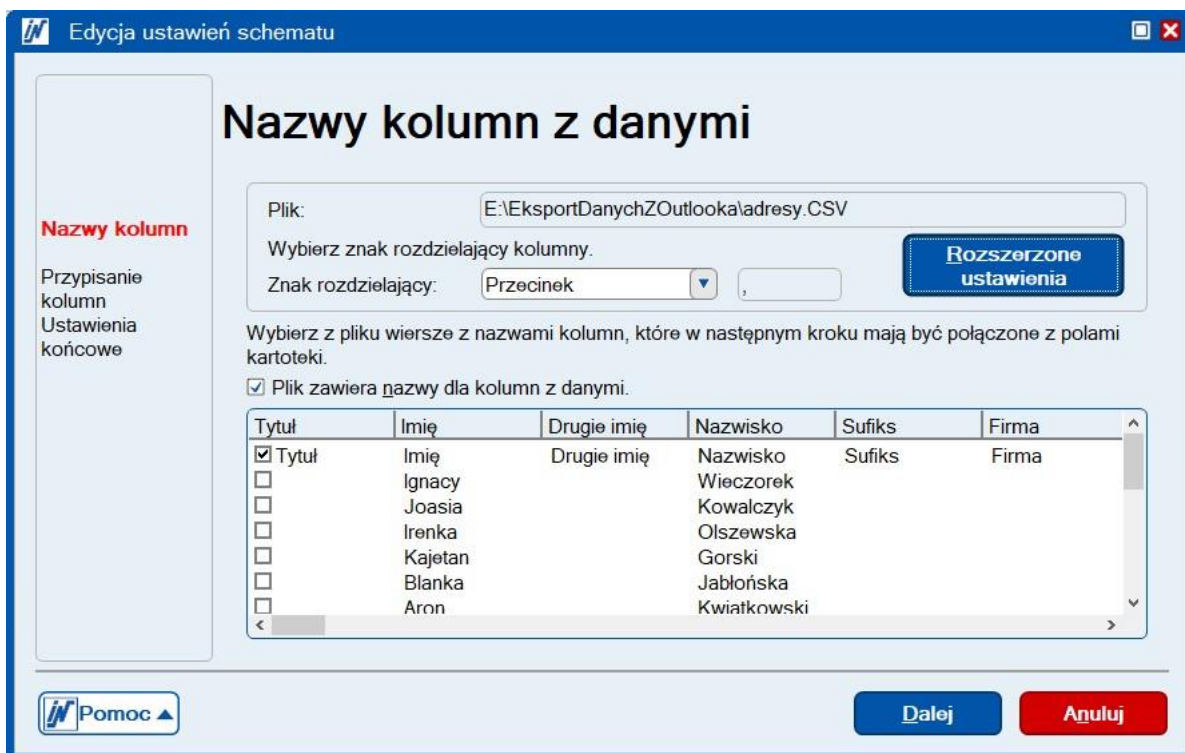 Edycja ustawień schematu
Nazwy kolumn z danymi
Nazwy kolumn
Przypisanie
kolumn
Ustawienia
końcowe
Plik: E:\EksportDanychZOutlooka\adresy.CSV
Wybierz znak rozdzielający kolumny.
Znak rozdzielający: Przecinek ,
Rozszerzone
ustawienia
Wybierz z pliku wiersze z nazwami kolumn, które w następnym kroku mają być połączone z polami
kartoteki.
Plik zawiera nazwy dla kolumn z danymi.
Tytuł Imię Drugie imię Nazwisko Sufiks Firma
Tytuł Imię Drugie imię Nazwisko Sufiks Firma
Ignacy Wieczorek
Joasia Kowalczyk
Irenka Olszewska
Kajetan Gorski
Blanka Jabłońska
Aron Kwiatkowski
Pomoc Dalej Anuluj